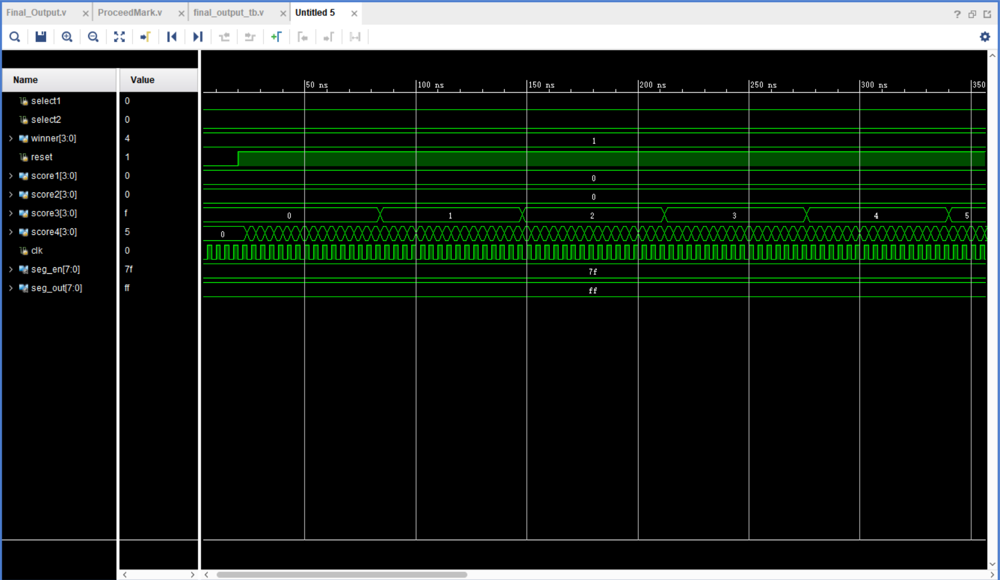 Final_Output.v ProceedMark.v final_output_tb.v Untitled 5
Name Value
50 ns 100 ns 150 ns 200 ns 250 ns 300 ns 350
select1 0
select2 0
winner[3:0] 4 1
reset 1
score1[3:0] 0 0
score2[3:0] 0 0
score3[3:0] f 0 1 2 3 4 5
score4[3:0] 5 0
clk 0
seg_en[7:0] 7f 7f
seg_out[7:0] ff ff